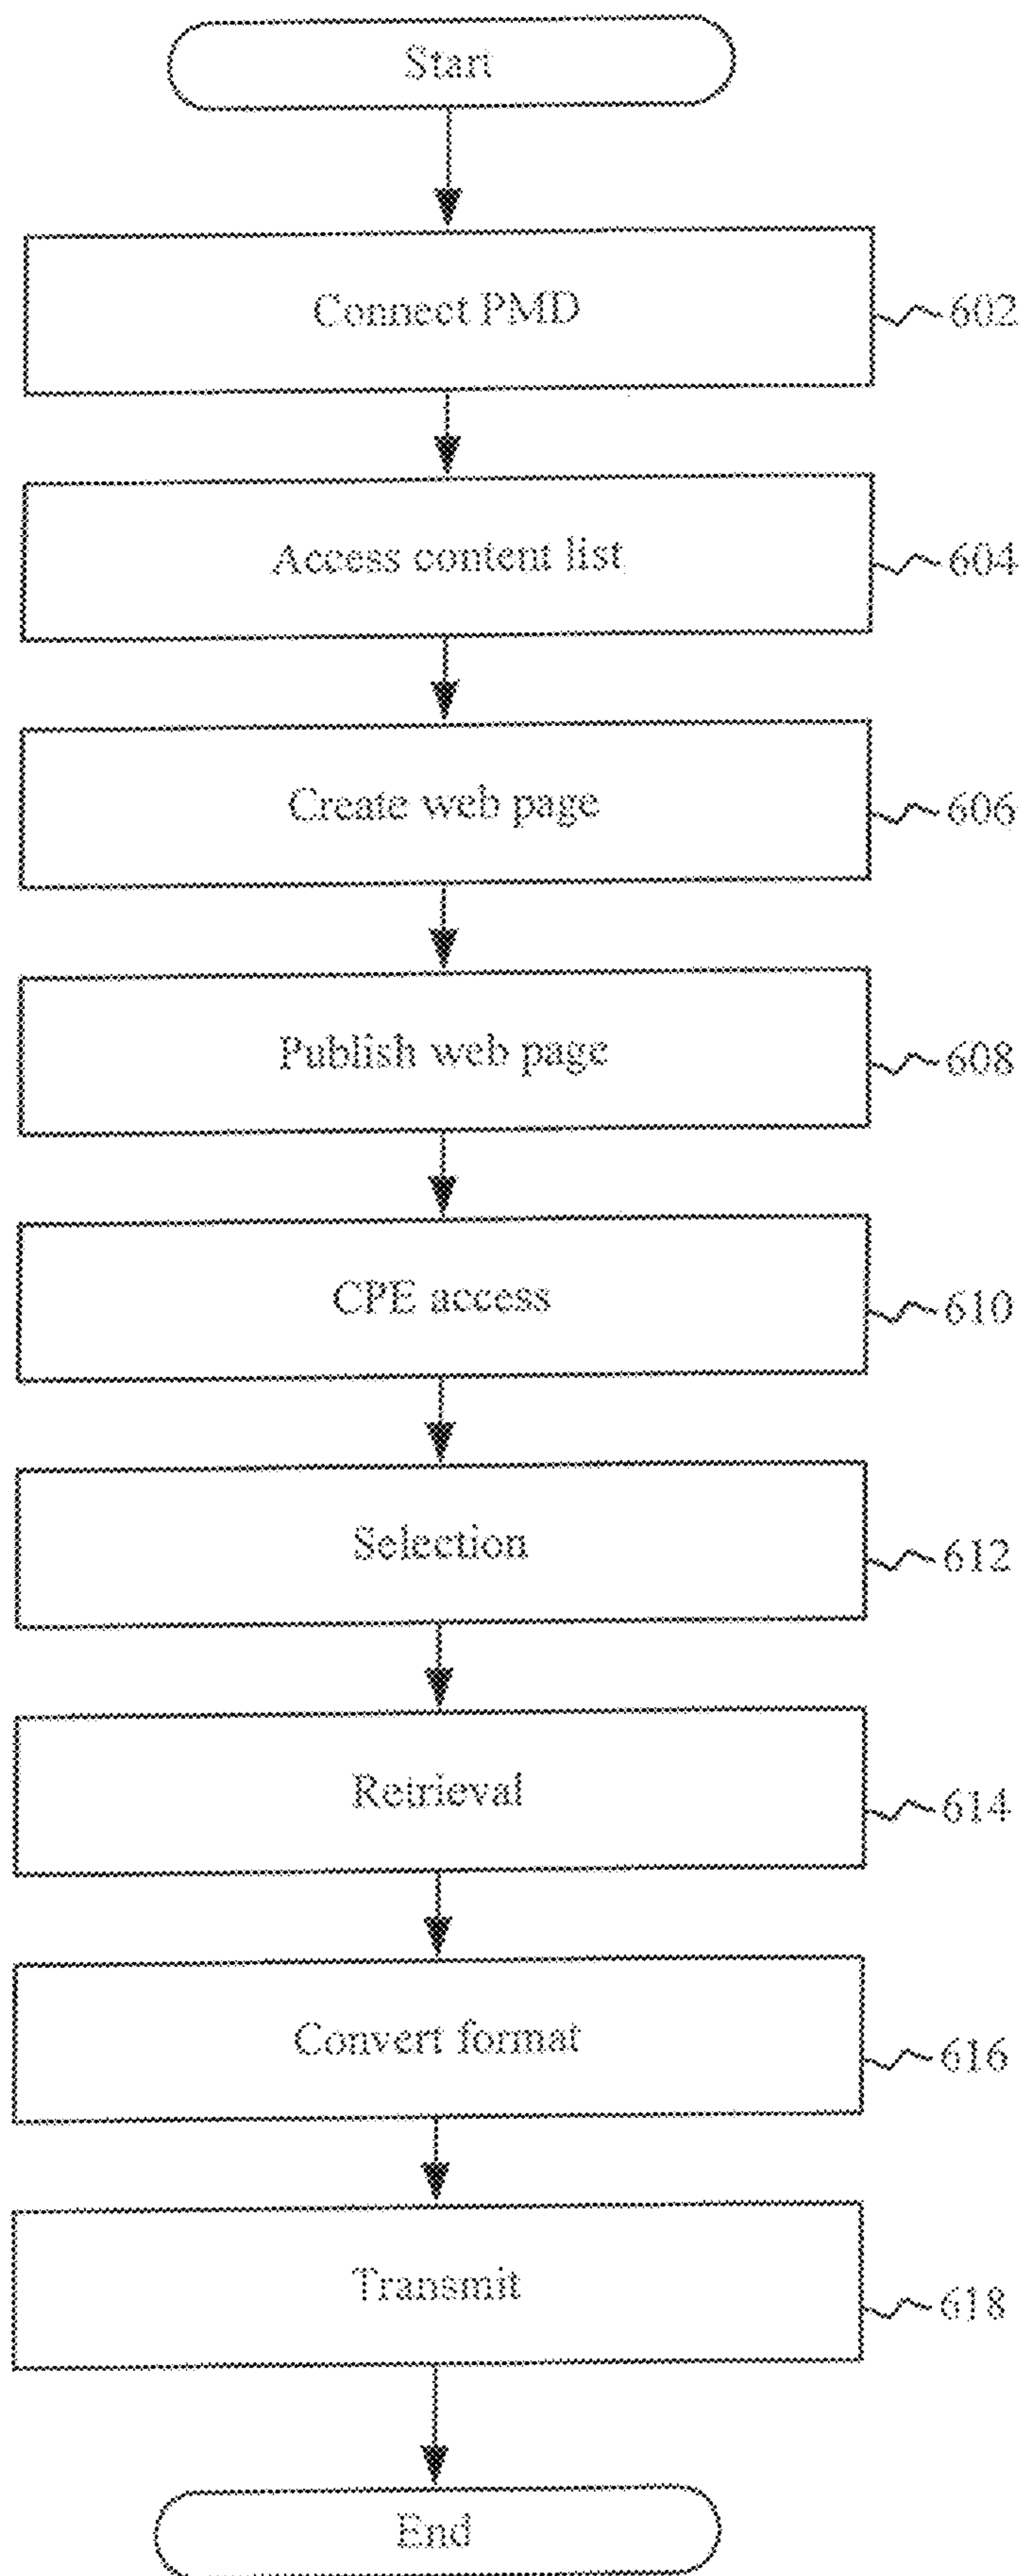 Start
Connect PMD
602
Access content list
604
Create web page
606
Publish web page
608
CPE access
610
Selection
612
Retrieval
614
Convert format
616
Transmit
618
End